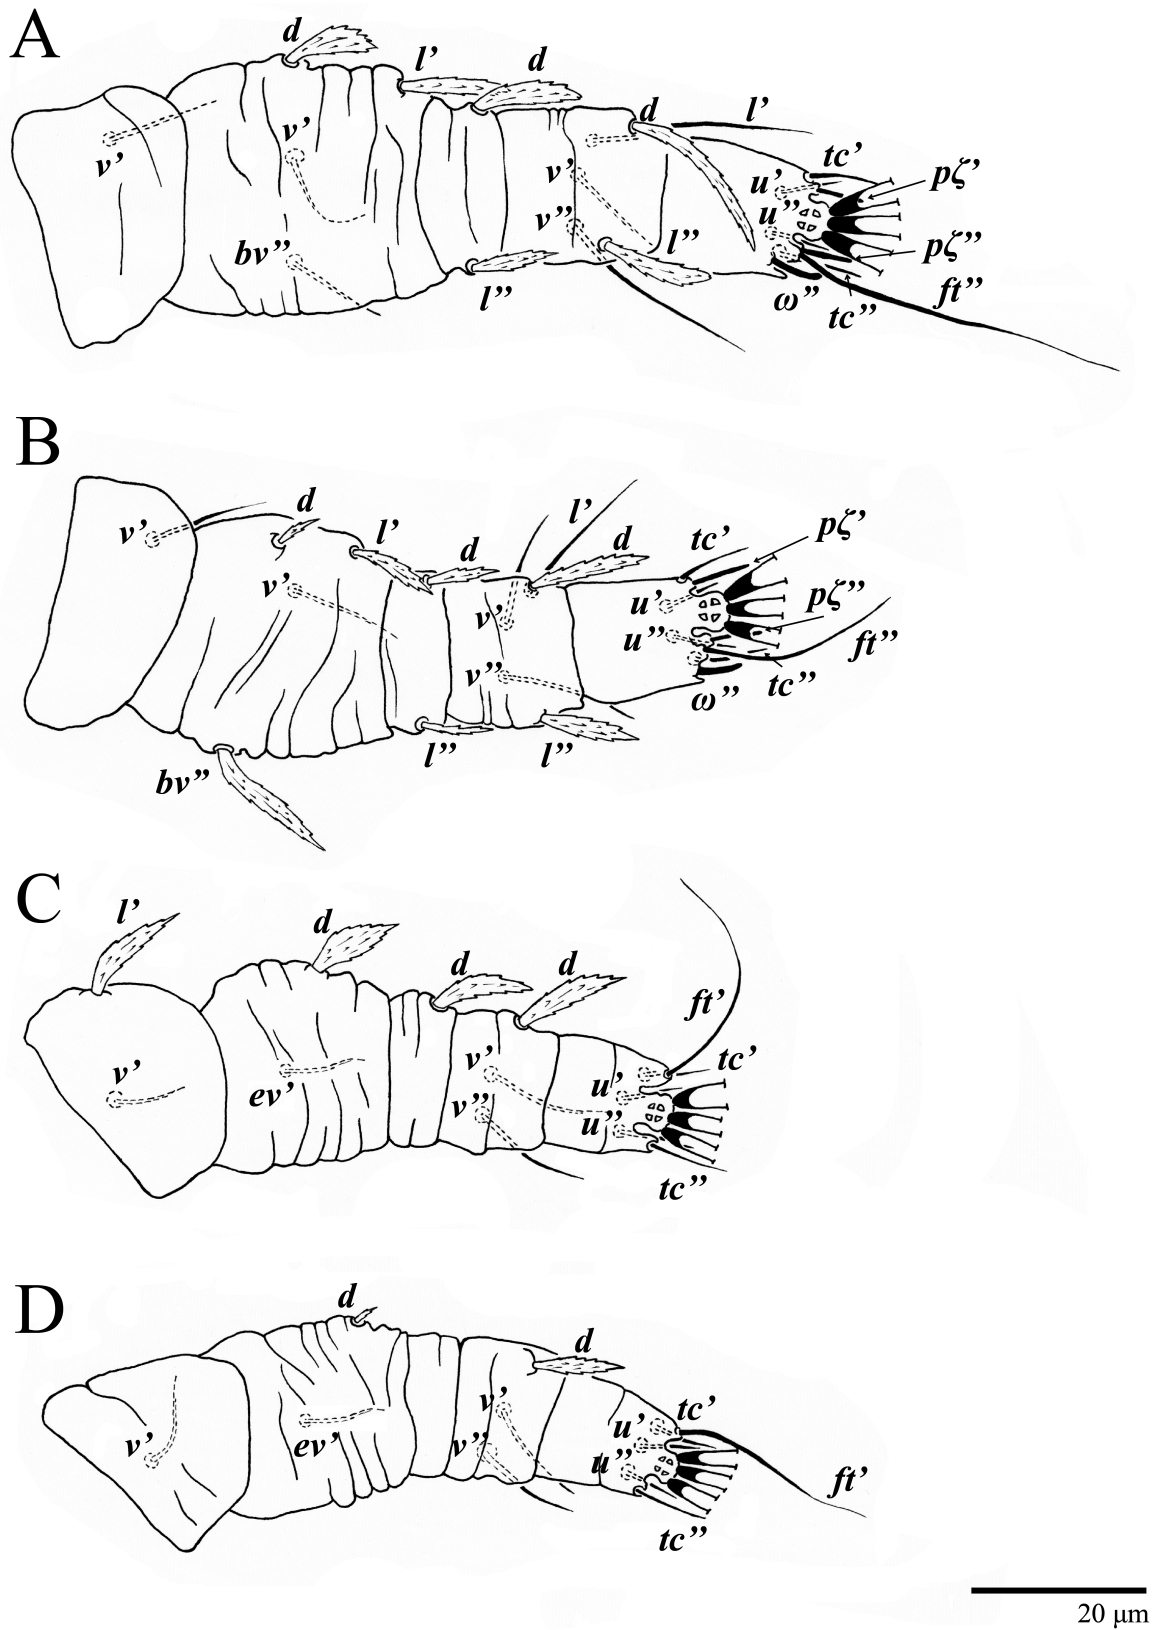 A
d
l’
d
d
l’
tc’
pζ’
v’
v’
v’
u’
v”
u”
bv”
l”
pζ”
l”
ω”
tc”
ft”
B
d
l’
tc’
pζ’
v’
l’
d
d
v’
v’
u’
pζ”
u”
ft”
v”
ω”
tc”
bv”
l”
l”
C
l’
d
d
d
ft’
v’
ev’
v’
v”
u’
tc’
u”
tc”
D
d
d
v’
ev’
v’
v”
u’
tc’
u”
ft’
tc”
20 μm